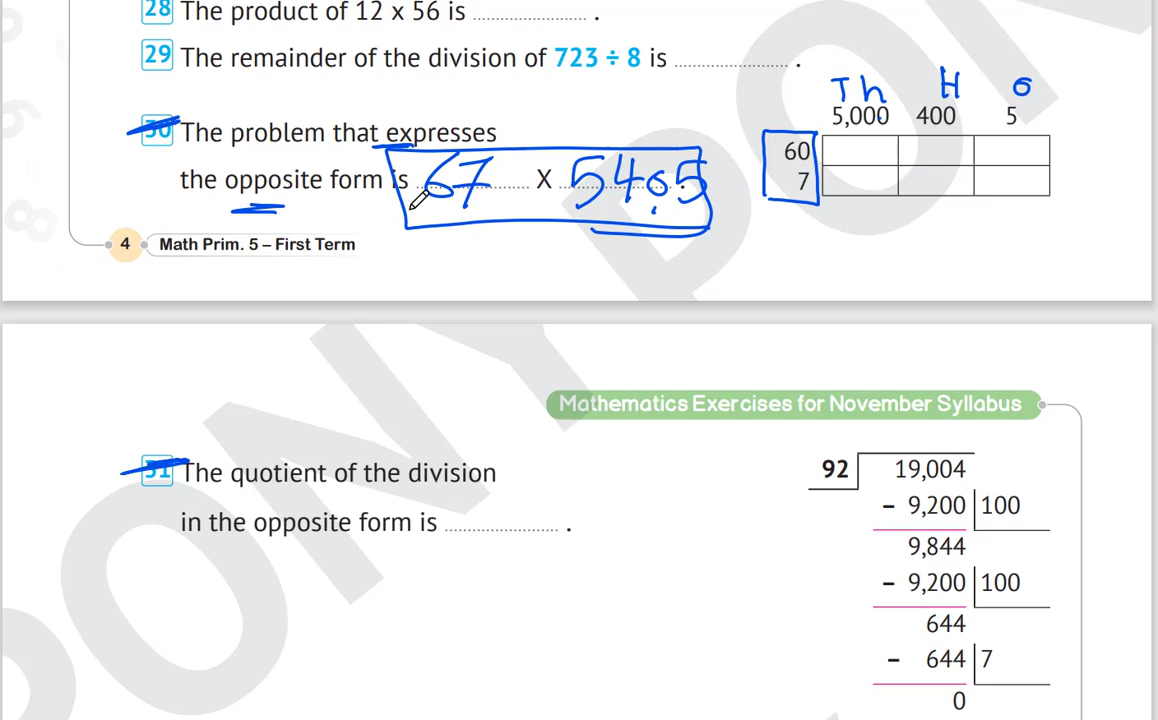 28 The product of 12 x 56 is .................... .
29 The remainder of the division of 723 ÷ 8 is .................... .
Th H O
5,000 400 5
30 The problem that expresses
the opposite form is 67 X 5405 .
60
7
4 Math Prim. 5 – First Term
Mathematics Exercises for November Syllabus
31 The quotient of the division
in the opposite form is .................... .
92 19,004
– 9,200 100
9,844
– 9,200 100
644
– 644 7
0
PONY
PONY